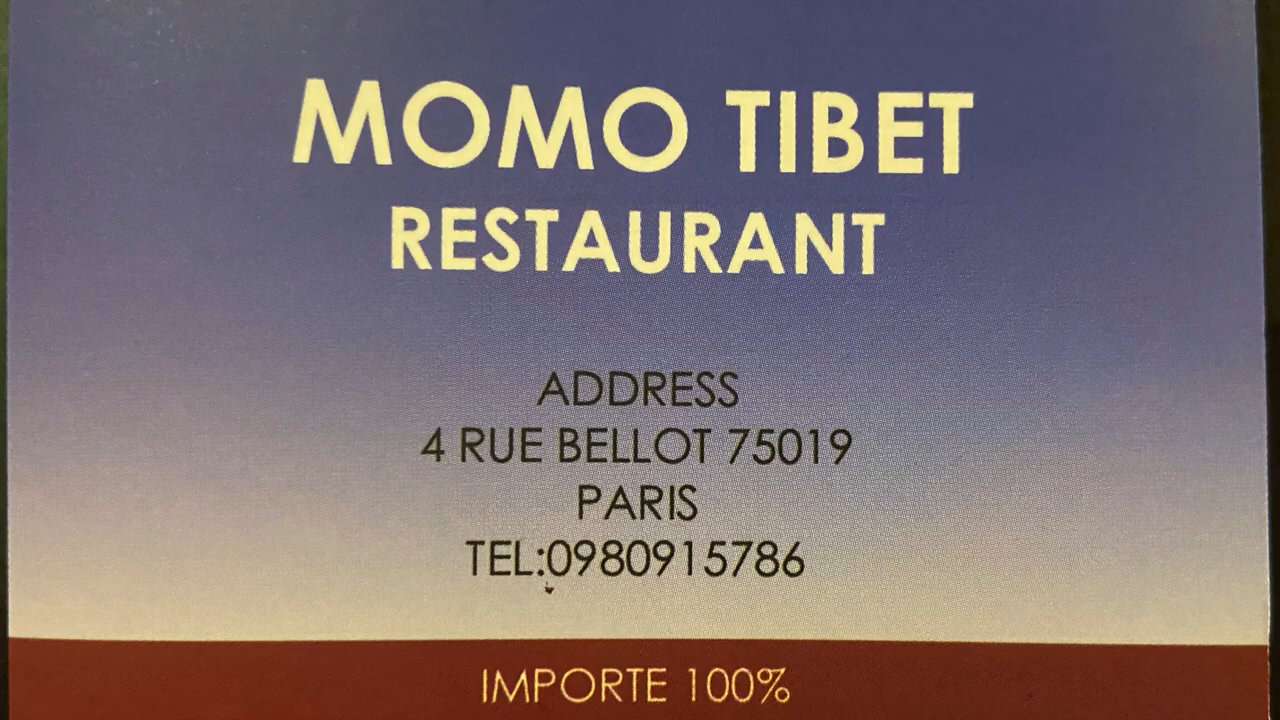 MOMO TIBET
RESTAURANT
ADDRESS
4 RUE BELLOT 75019
PARIS
TEL:0980915786
IMPORTE 100%